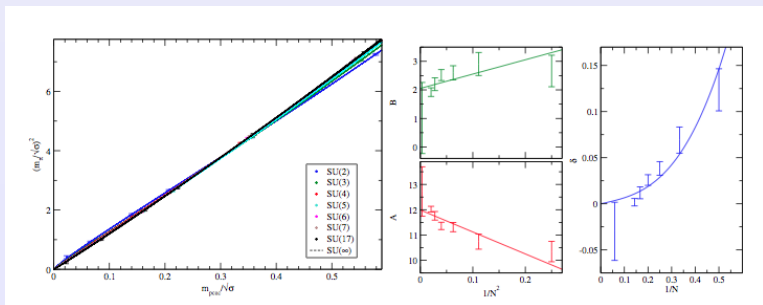 (mπ/√σ)²
6
4
2
0
0
0.1
0.2
0.3
0.4
0.5
mpcac/√σ
SU(2)
SU(3)
SU(4)
SU(5)
SU(6)
SU(7)
SU(17)
SU(∞)
B
3
2
1
0
A
13
12
11
10
0
0.1
0.2
1/N²
δ
0.15
0.1
0.05
0
-0.05
0
0.1
0.2
0.3
0.4
0.5
1/N